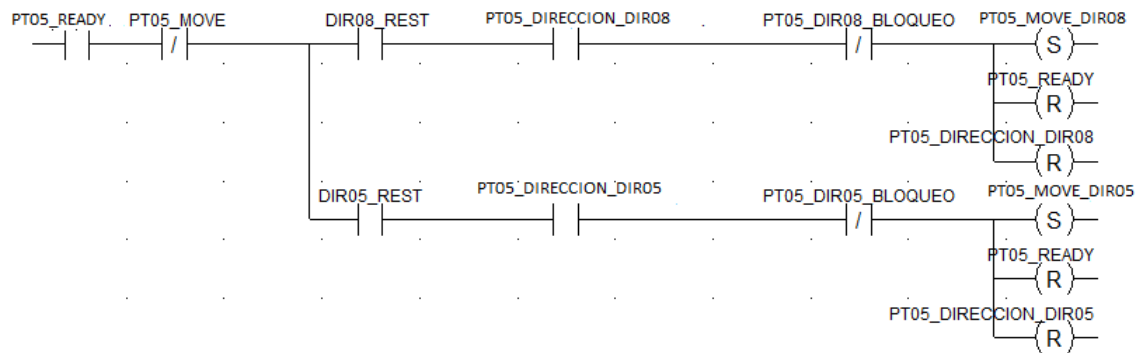 PT05_READY. PT05_MOVE DIR08_REST PT05_DIRECCION_DIR08 PT05_DIR08_BLOQUEO PT05_MOVE_DIR08
/ / S
PT05_READY
R
PT05_DIRECCION_DIR08
R
DIR05_REST PT05_DIRECCION_DIR05 PT05_DIR05_BLOQUEO PT05_MOVE_DIR05
/ S
PT05_READY
R
PT05_DIRECCION_DIR05
R